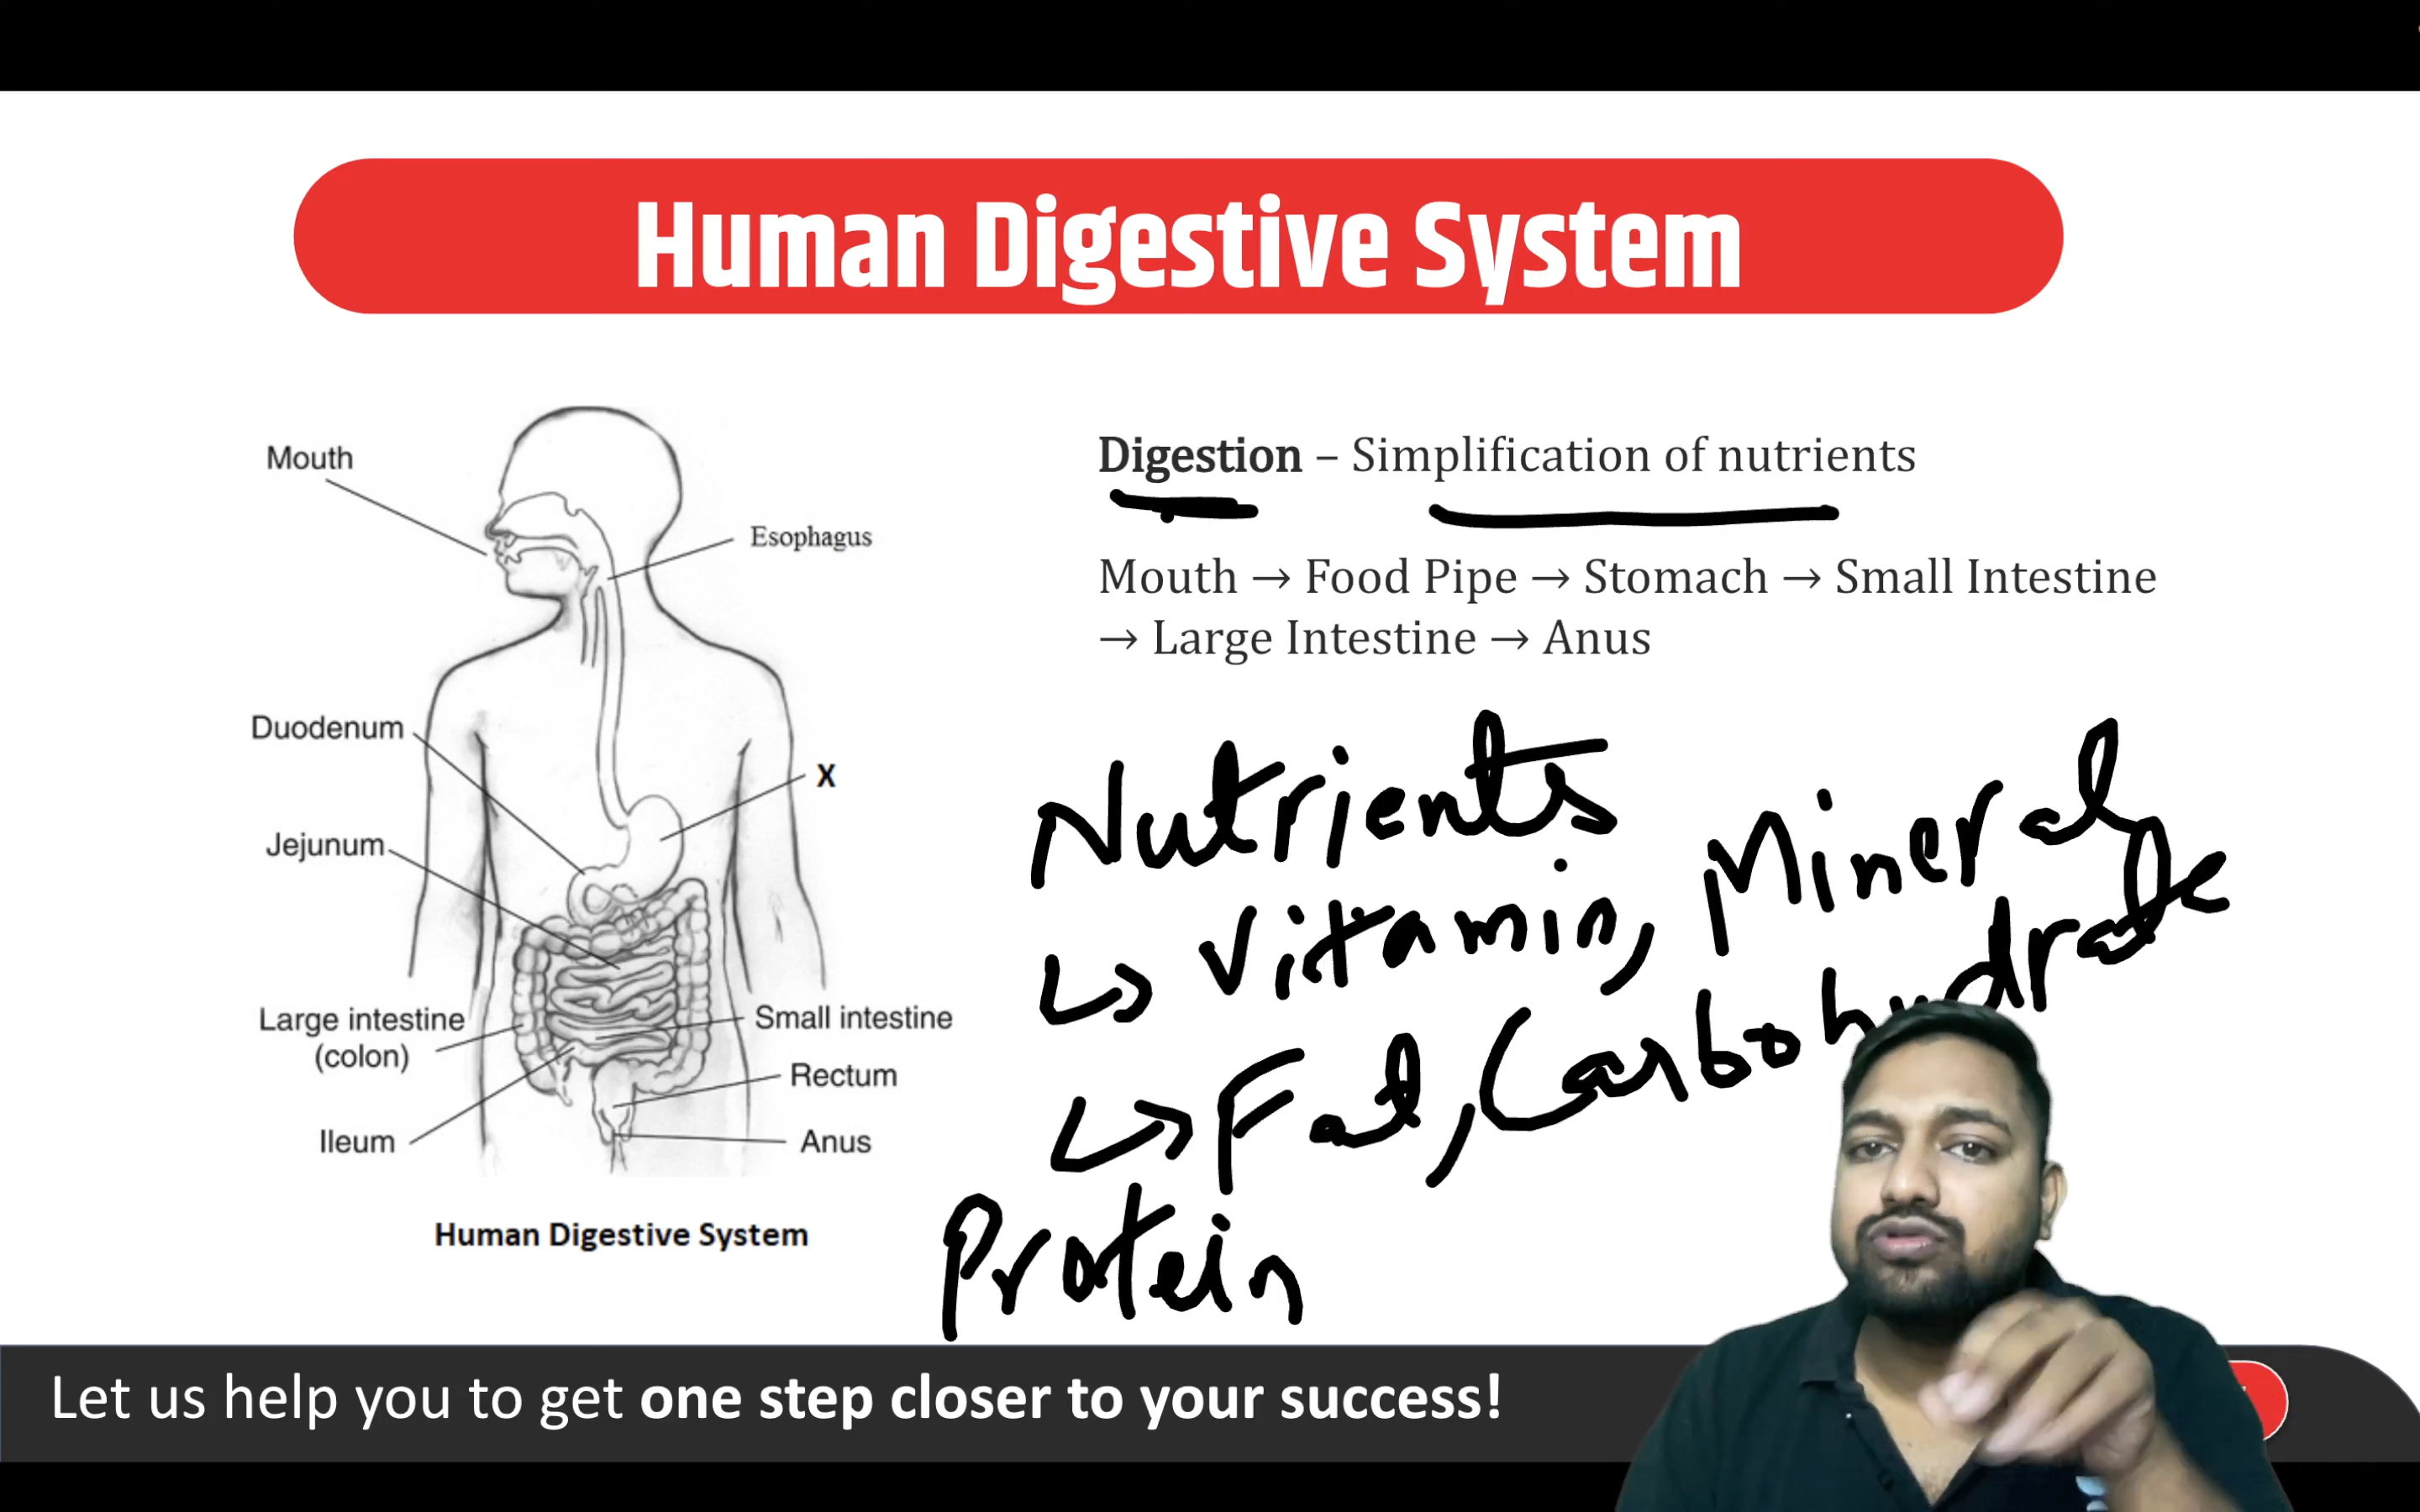 Human Digestive System
Mouth
Esophagus
Duodenum
X
Jejunum
Large intestine
(colon)
Small intestine
Rectum
Ileum
Anus
Human Digestive System
Digestion – Simplification of nutrients
Mouth → Food Pipe → Stomach → Small Intestine
→ Large Intestine → Anus
Nutrients
↳ Vitamin, Mineral
↳ Fat, Carbohydrate
Protein
Let us help you to get one step closer to your success!